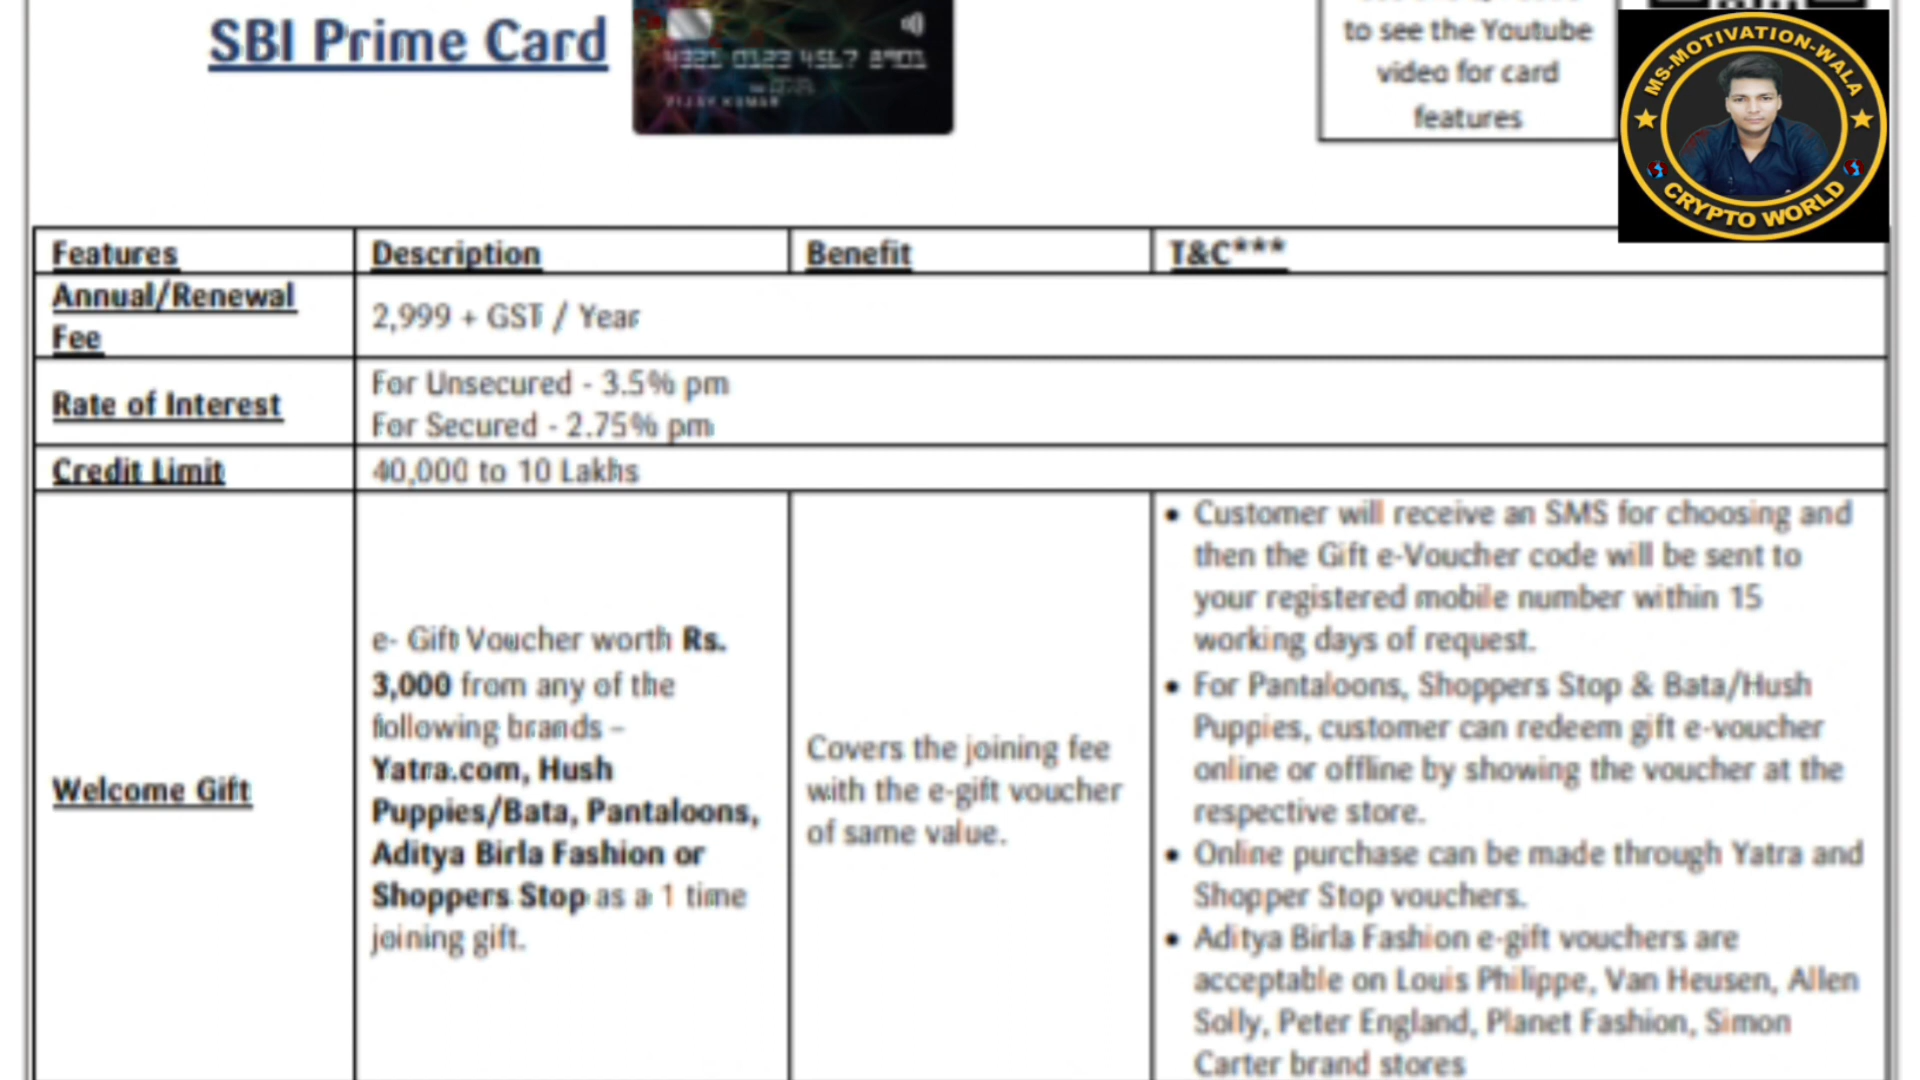 SBI Prime Card
4321 0123 4567 8901
VIJAY KUMAR
to see the Youtube
video for card
features
MS-MOTIVATION-WALA
CRYPTO WORLD
Features Description Benefit T&C***
Annual/Renewal
Fee
2,999 + GST / Year
Rate of Interest
For Unsecured - 3.5% pm
For Secured - 2.75% pm
Credit Limit
40,000 to 10 Lakhs
Welcome Gift
e- Gift Voucher worth Rs.
3,000 from any of the
following brands –
Yatra.com, Hush
Puppies/Bata, Pantaloons,
Aditya Birla Fashion or
Shoppers Stop as a 1 time
joining gift.
Covers the joining fee
with the e-gift voucher
of same value.
• Customer will receive an SMS for choosing and
then the Gift e-Voucher code will be sent to
your registered mobile number within 15
working days of request.
• For Pantaloons, Shoppers Stop & Bata/Hush
Puppies, customer can redeem gift e-voucher
online or offline by showing the voucher at the
respective store.
• Online purchase can be made through Yatra and
Shopper Stop vouchers.
• Aditya Birla Fashion e-gift vouchers are
acceptable on Louis Philippe, Van Heusen, Allen
Solly, Peter England, Planet Fashion, Simon
Carter brand stores